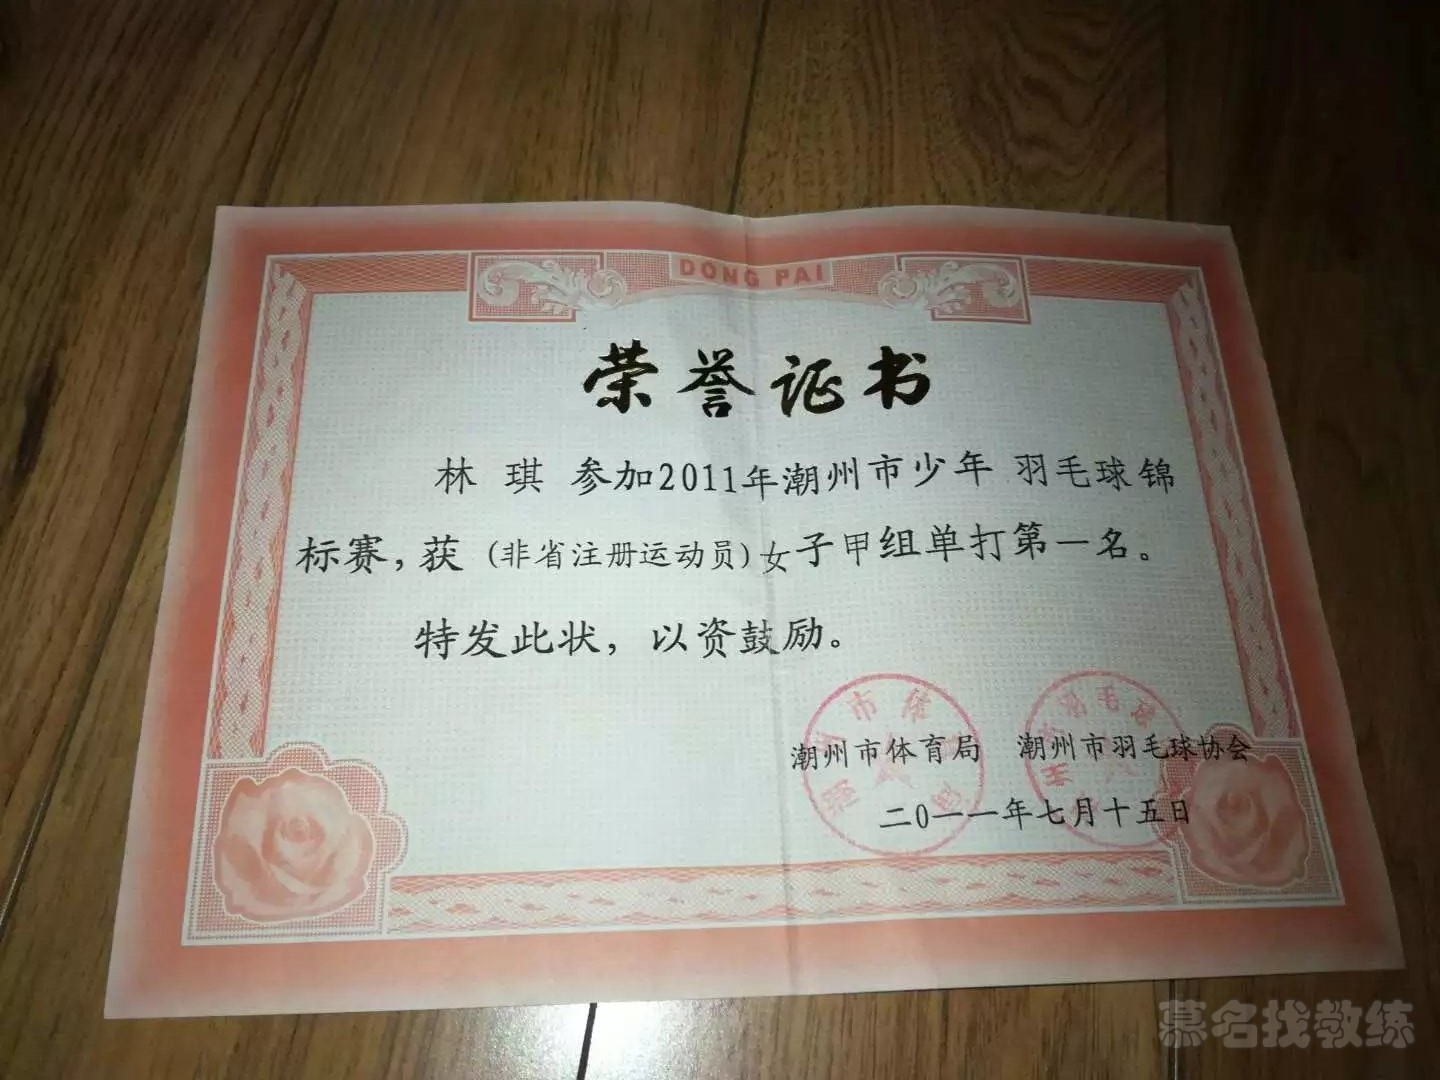 DONG PAI
荣誉证书
林 琪 参加2011年潮州市少年 羽毛球锦
标赛，获（非省注册运动员）女子甲组单打第一名。
特发此状，以资鼓励。
潮州市体育局 潮州市羽毛球协会
二0一一年七月十五日
慕名找教练